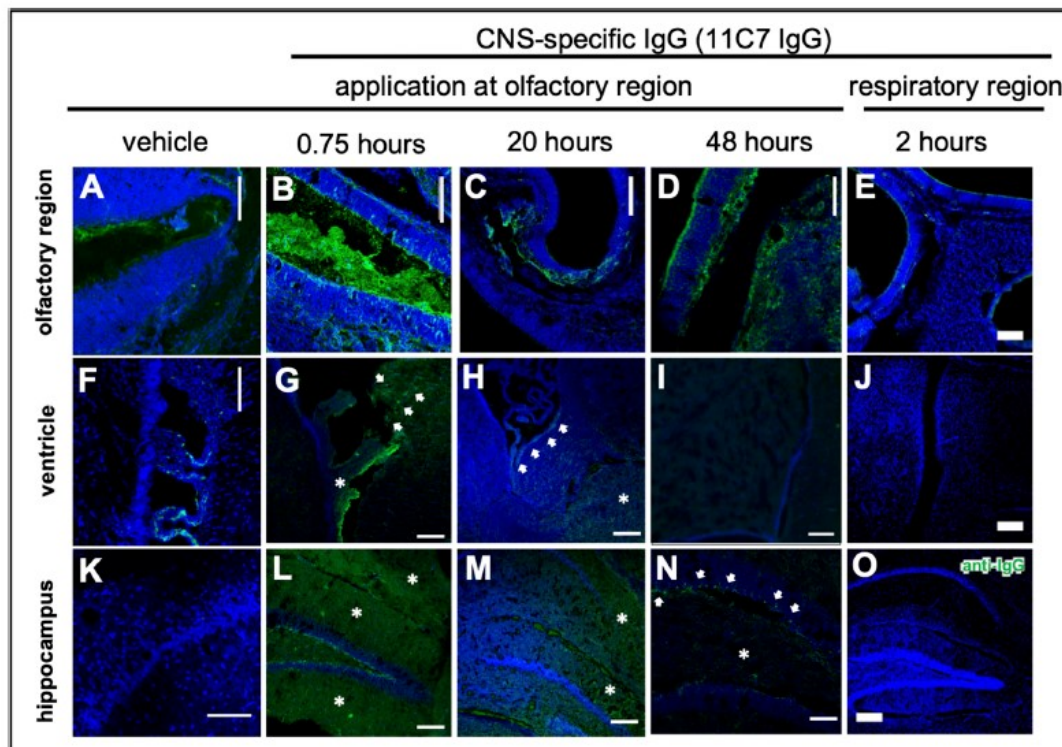 CNS-specific IgG (11C7 IgG)
application at olfactory region respiratory region
vehicle 0.75 hours 20 hours 48 hours 2 hours
olfactory region
A B C D E
ventricle
F G * H * I J
hippocampus
K L * * * M * * N * O anti-IgG